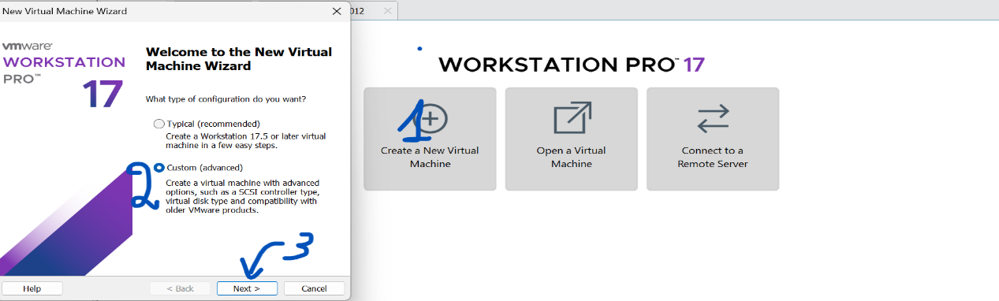 New Virtual Machine Wizard
vmware
WORKSTATION
PRO™
17
Welcome to the New Virtual
Machine Wizard
What type of configuration do you want?
Typical (recommended)
Create a Workstation 17.5 or later virtual
machine in a few easy steps.
2
Custom (advanced)
Create a virtual machine with advanced
options, such as a SCSI controller type,
virtual disk type and compatibility with
older VMware products.
3
Help
< Back
Next >
Cancel
012
WORKSTATION PRO™ 17
1
Create a New Virtual
Machine
Open a Virtual
Machine
Connect to a
Remote Server